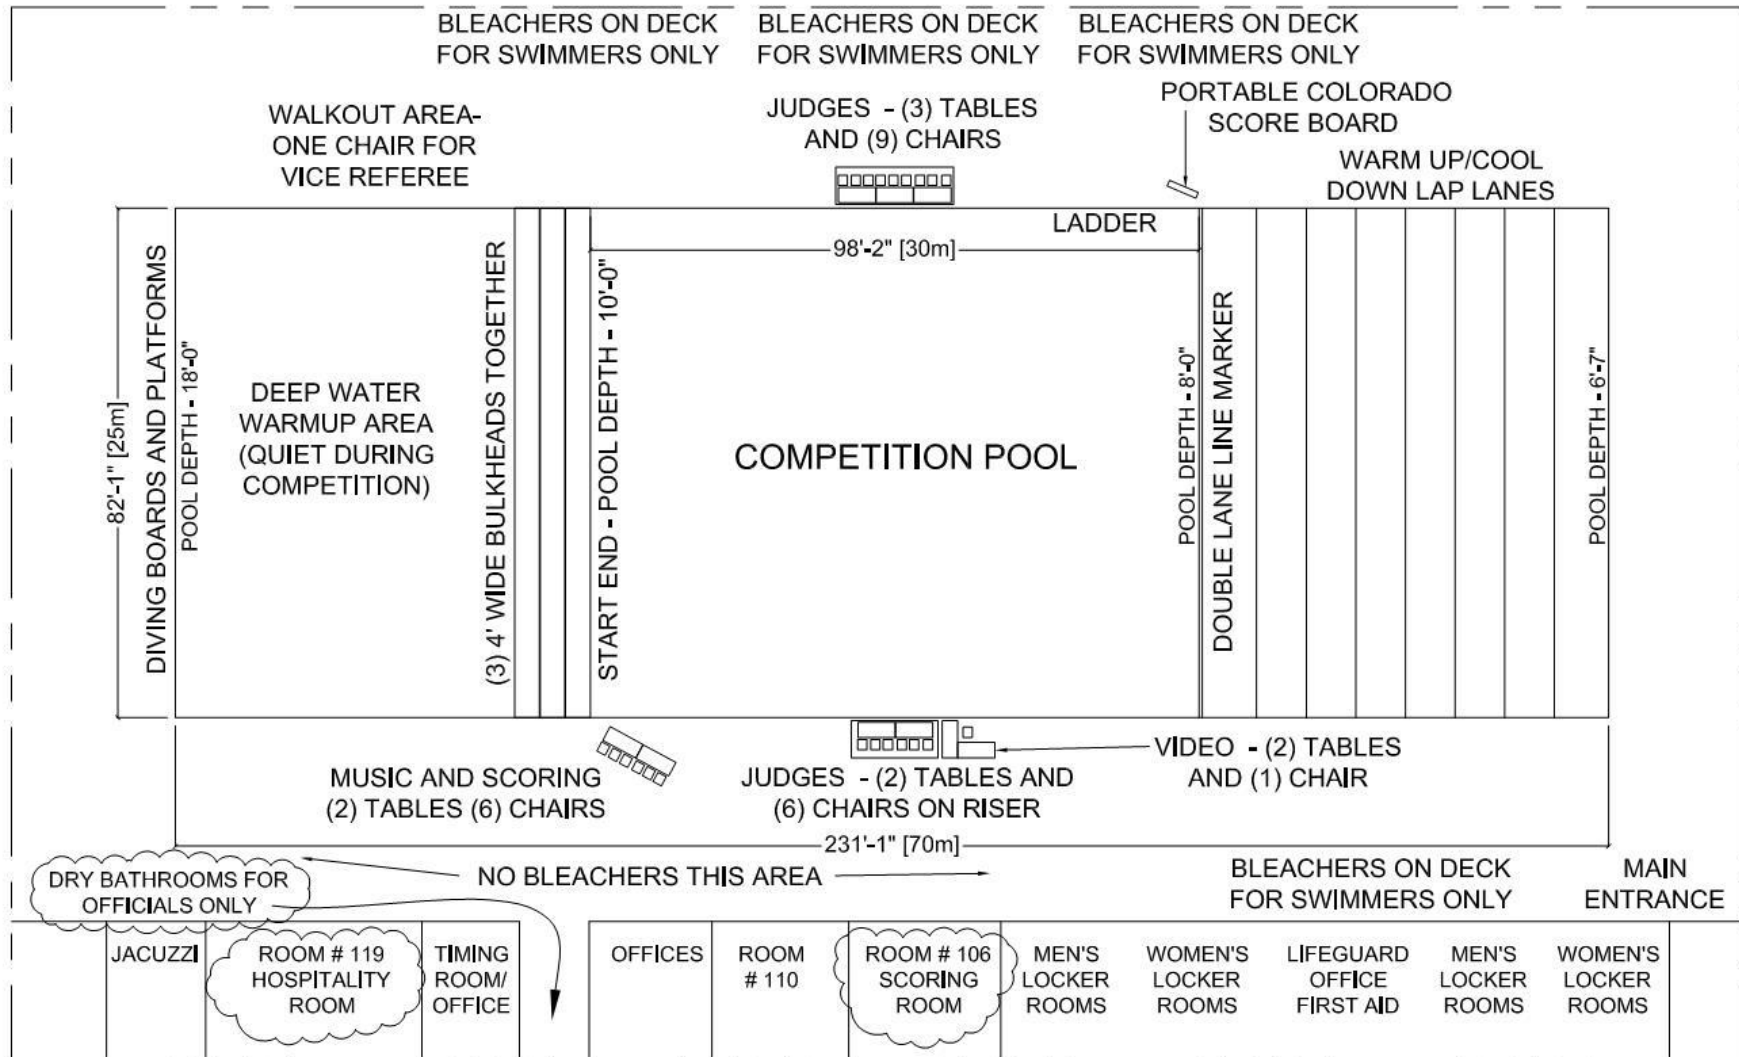 BLEACHERS ON DECK
FOR SWIMMERS ONLY
BLEACHERS ON DECK
FOR SWIMMERS ONLY
BLEACHERS ON DECK
FOR SWIMMERS ONLY
WALKOUT AREA-
ONE CHAIR FOR
VICE REFEREE
JUDGES - (3) TABLES
AND (9) CHAIRS
PORTABLE COLORADO
SCORE BOARD
WARM UP/COOL
DOWN LAP LANES
LADDER
98'-2" [30m]
82'-1" [25m]
DIVING BOARDS AND PLATFORMS
POOL DEPTH - 18'-0"
DEEP WATER
WARMUP AREA
(QUIET DURING
COMPETITION)
(3) 4' WIDE BULKHEADS TOGETHER
START END - POOL DEPTH - 10'-0"
COMPETITION POOL
POOL DEPTH - 8'-0"
DOUBLE LANE LINE MARKER
POOL DEPTH - 6'-7"
MUSIC AND SCORING
(2) TABLES (6) CHAIRS
JUDGES - (2) TABLES AND
(6) CHAIRS ON RISER
VIDEO - (2) TABLES
AND (1) CHAIR
231'-1" [70m]
DRY BATHROOMS FOR
OFFICIALS ONLY
NO BLEACHERS THIS AREA
BLEACHERS ON DECK
FOR SWIMMERS ONLY
MAIN
ENTRANCE
JACUZZI
ROOM # 119
HOSPITALITY
ROOM
TIMING
ROOM/
OFFICE
OFFICES
ROOM
# 110
ROOM # 106
SCORING
ROOM
MEN'S
LOCKER
ROOMS
WOMEN'S
LOCKER
ROOMS
LIFEGUARD
OFFICE
FIRST AID
MEN'S
LOCKER
ROOMS
WOMEN'S
LOCKER
ROOMS